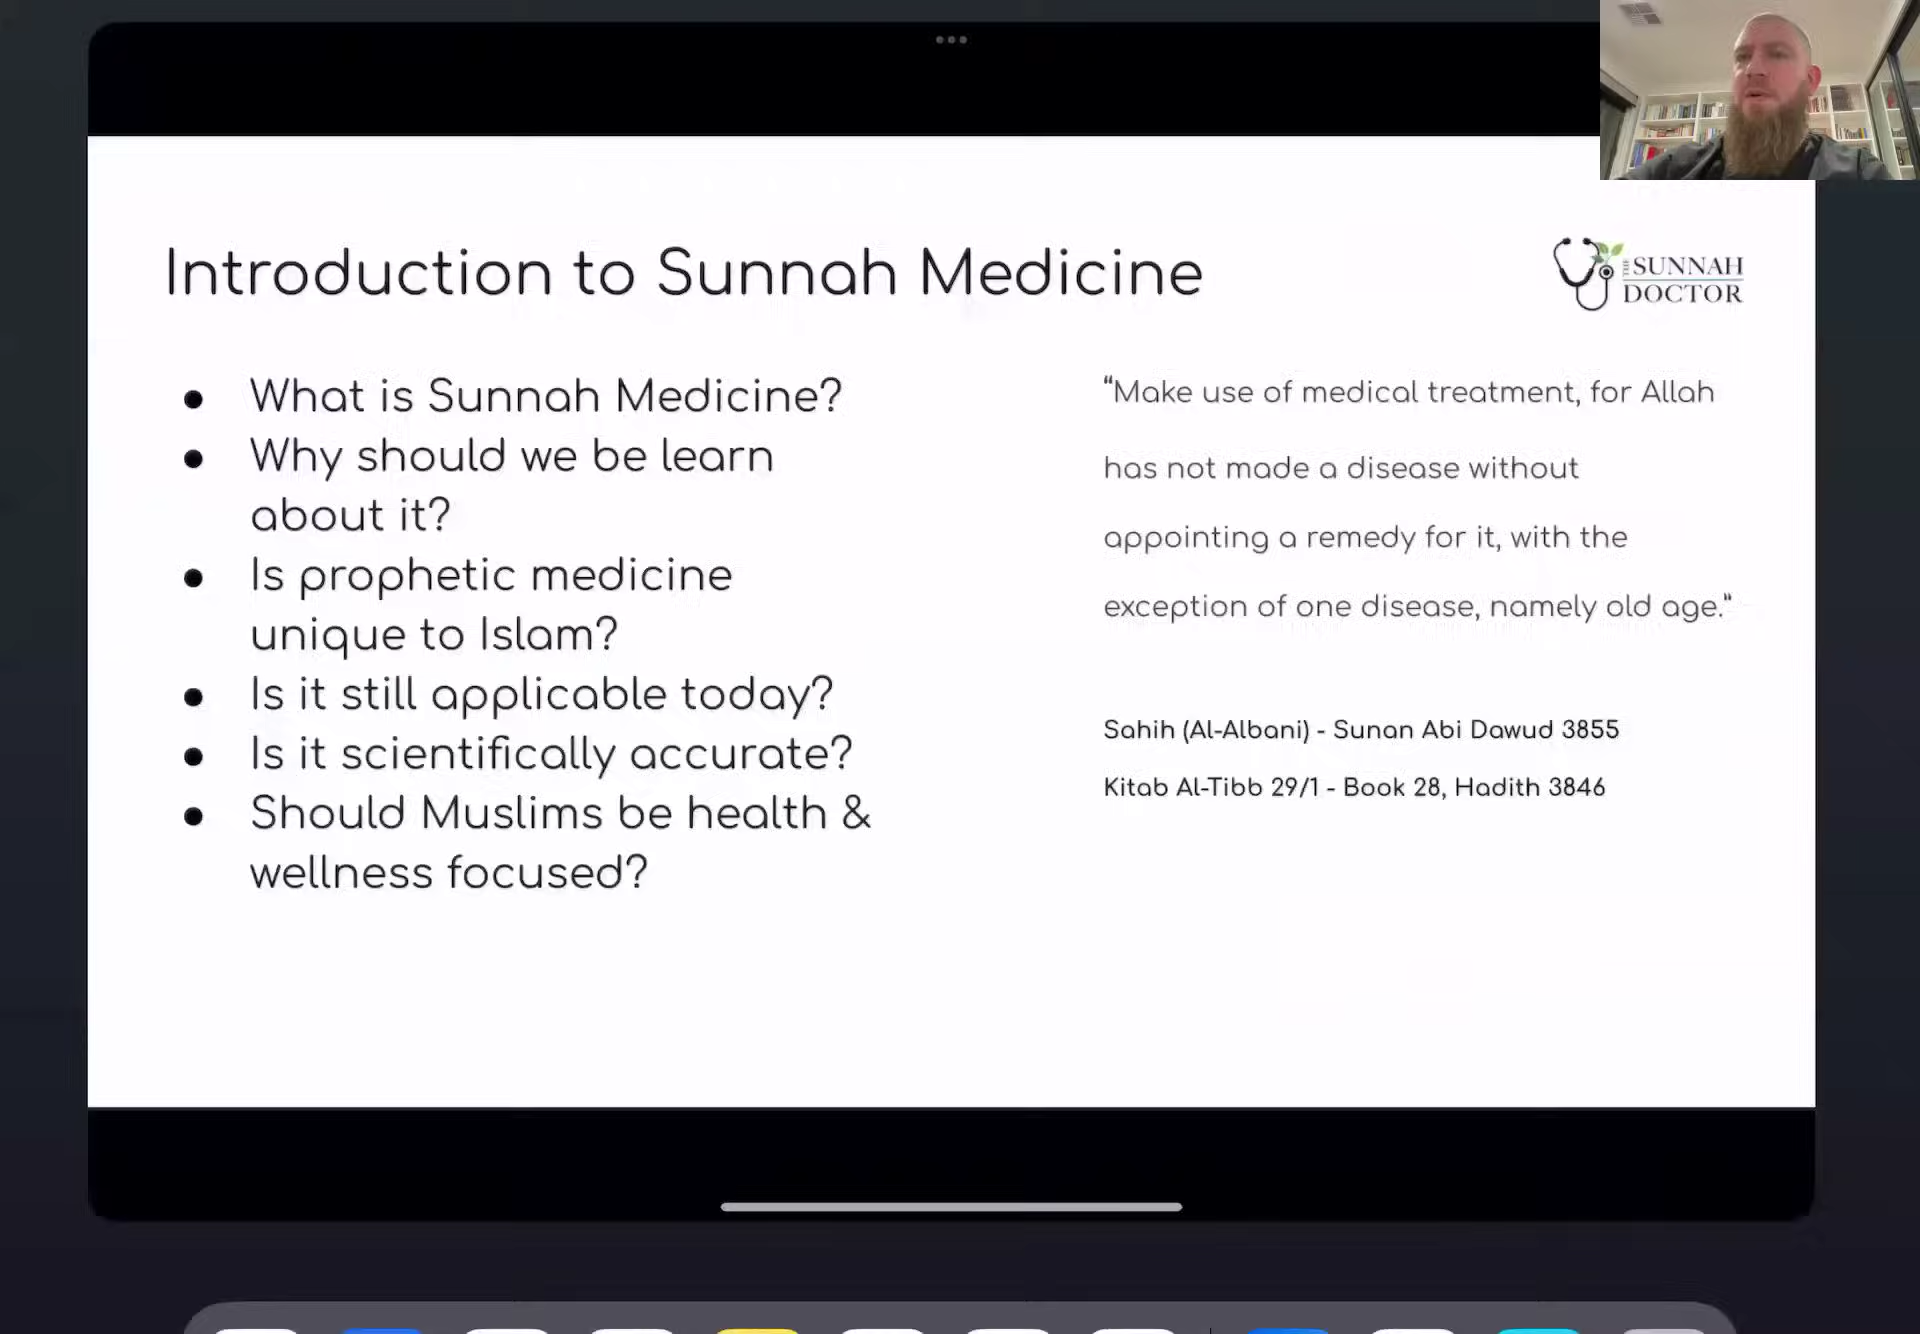 Introduction to Sunnah Medicine
THE SUNNAH
DOCTOR
● What is Sunnah Medicine?
● Why should we be learn
about it?
● Is prophetic medicine
unique to Islam?
● Is it still applicable today?
● Is it scientifically accurate?
● Should Muslims be health &
wellness focused?
“Make use of medical treatment, for Allah
has not made a disease without
appointing a remedy for it, with the
exception of one disease, namely old age.”
Sahih (Al-Albani) - Sunan Abi Dawud 3855
Kitab Al-Tibb 29/1 - Book 28, Hadith 3846